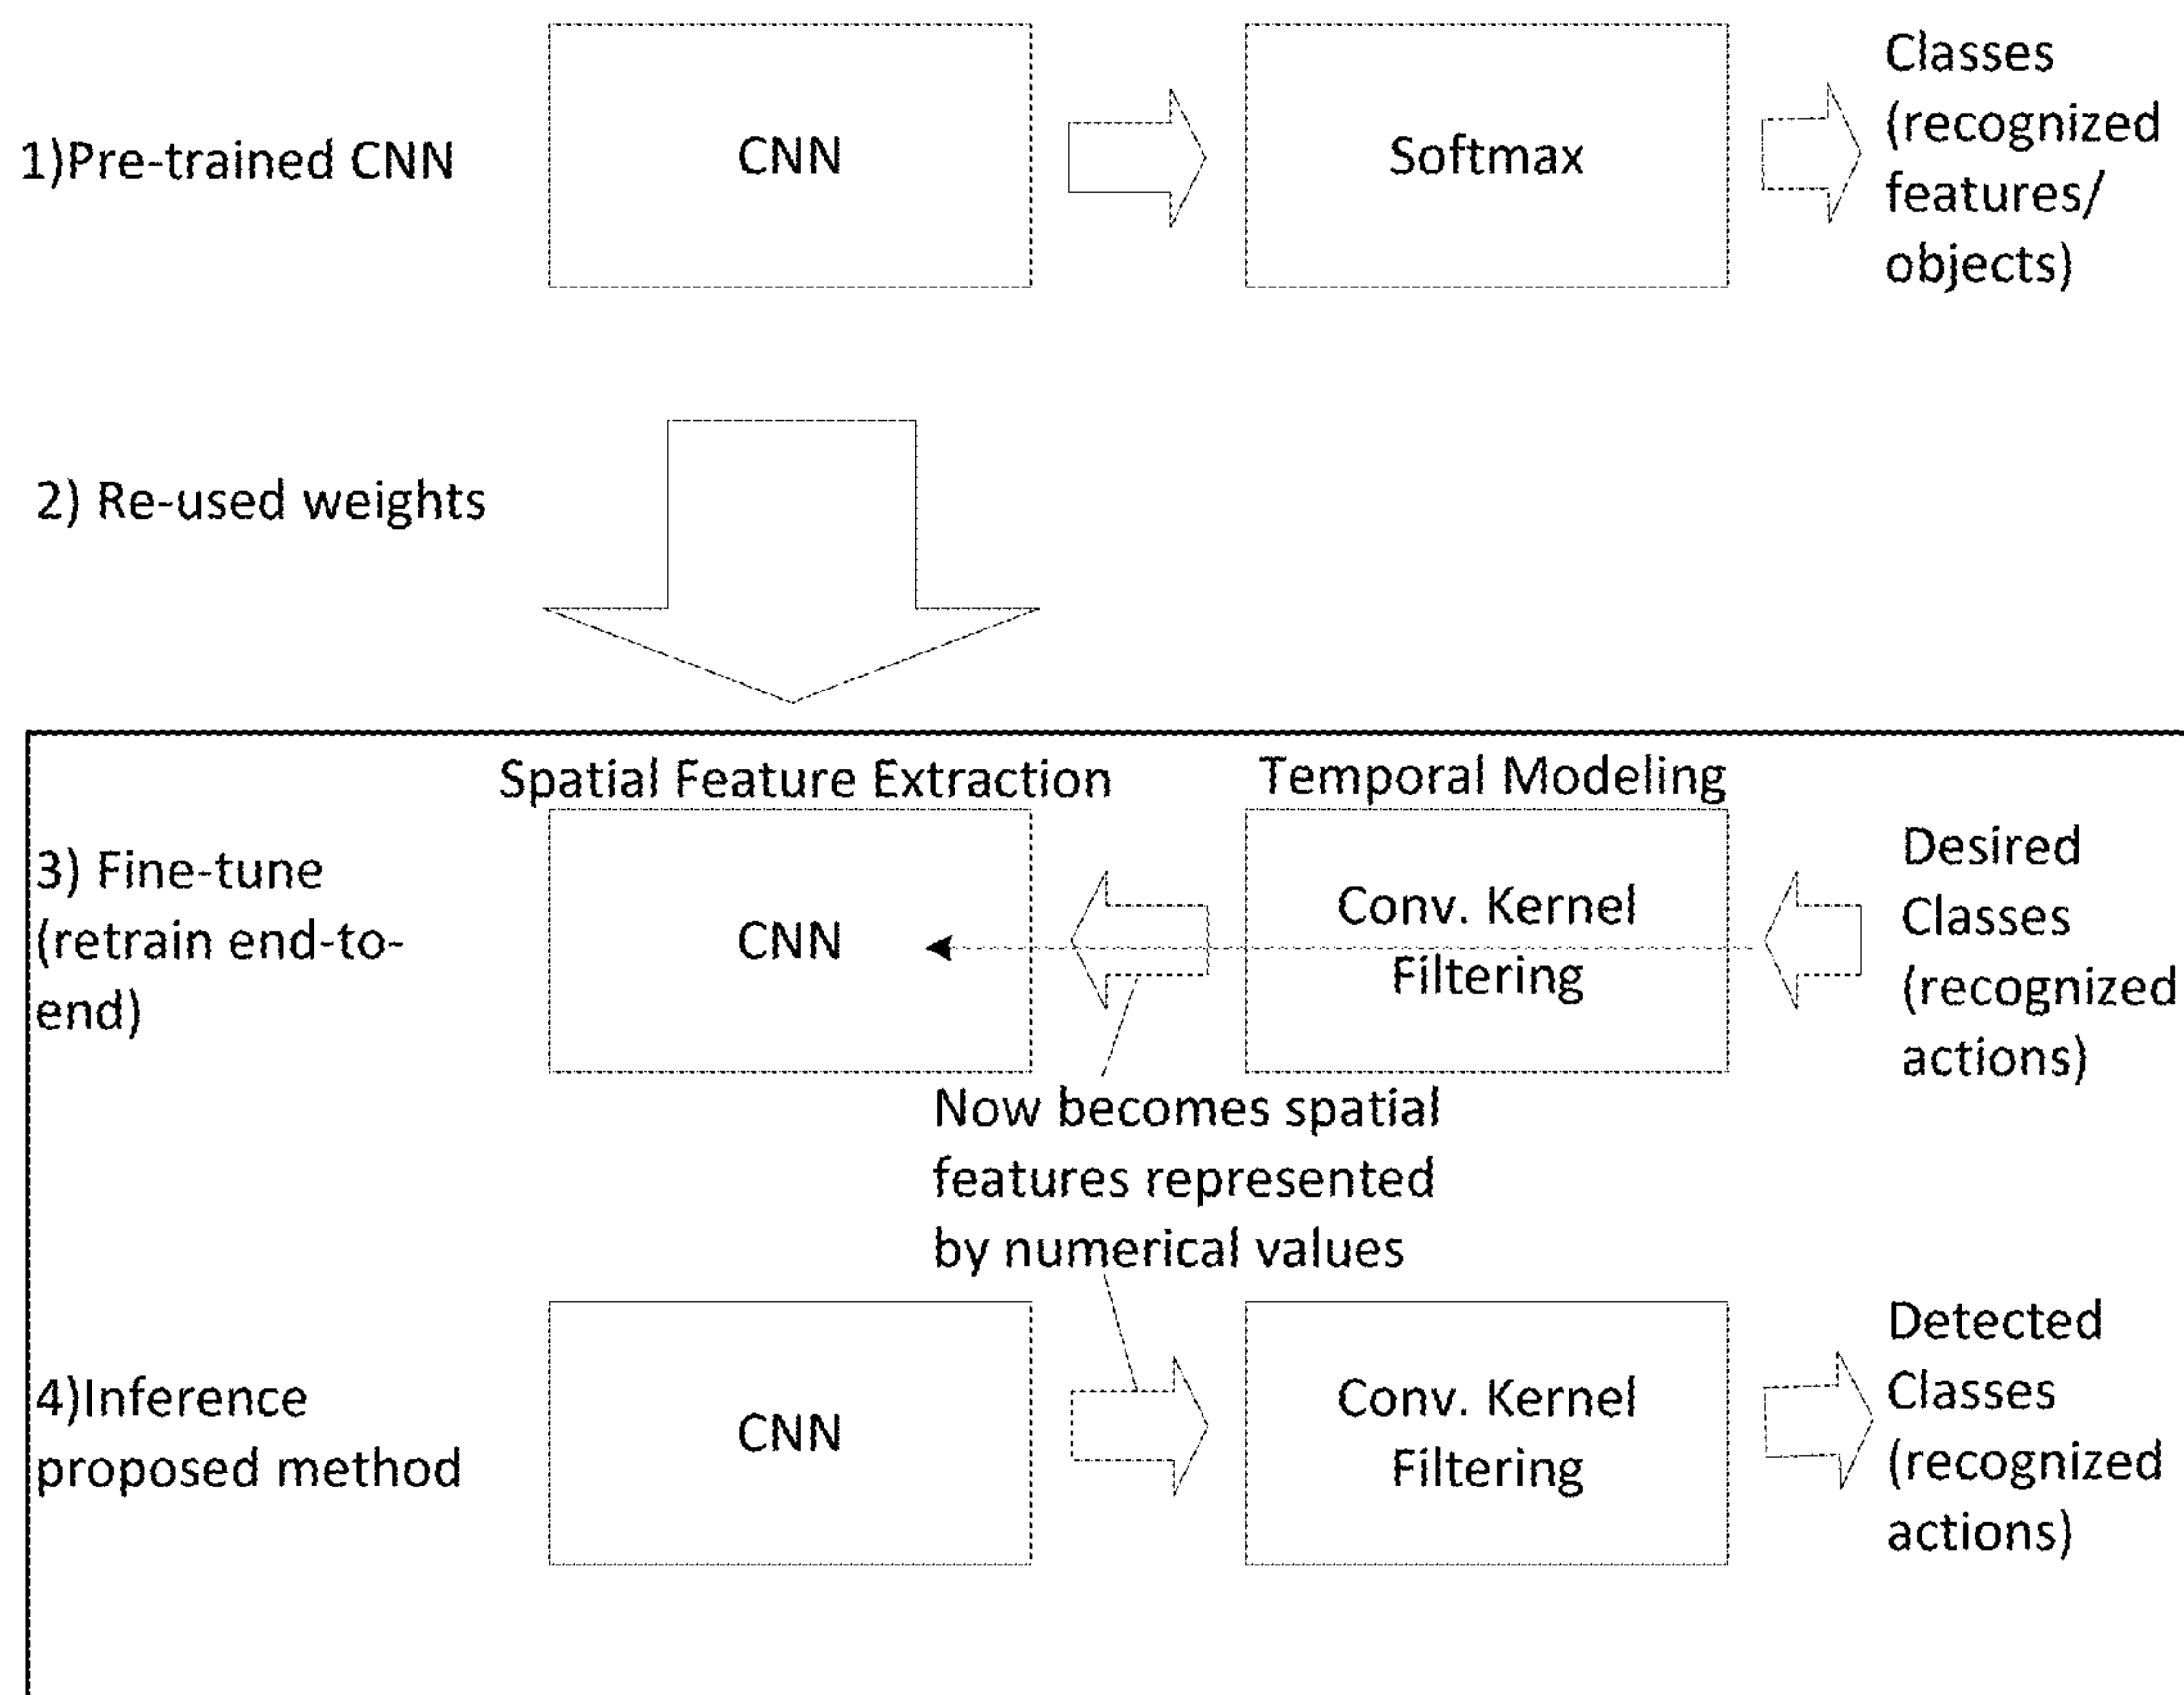 1)Pre-trained CNN
CNN
Softmax
Classes
(recognized
features/
objects)
2) Re-used weights
Spatial Feature Extraction
Temporal Modeling
3) Fine-tune
(retrain end-to-
end)
CNN
Conv. Kernel
Filtering
Desired
Classes
(recognized
actions)
Now becomes spatial
features represented
by numerical values
4)Inference
proposed method
CNN
Conv. Kernel
Filtering
Detected
Classes
(recognized
actions)